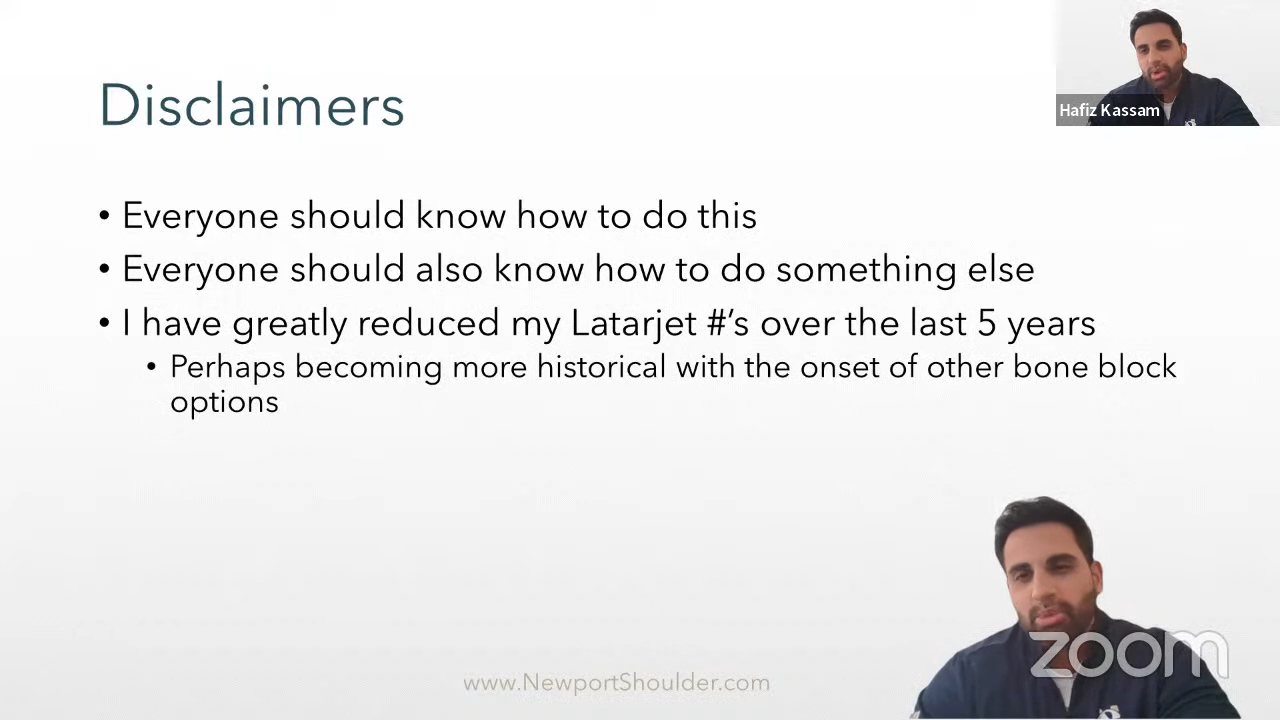 Hafiz Kassam
Disclaimers
• Everyone should know how to do this
• Everyone should also know how to do something else
• I have greatly reduced my Latarjet #’s over the last 5 years
• Perhaps becoming more historical with the onset of other bone block
options
zoom
www.NewportShoulder.com